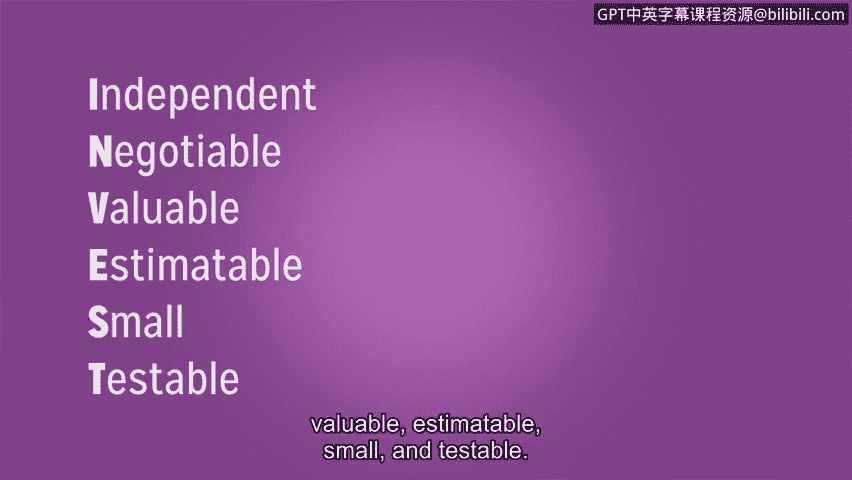 GPT中英字幕课程资源@bilibili.com
Independent
Negotiable
Valuable
Estimatable
Small
Testable
valuable, estimatable,
small, and testable.